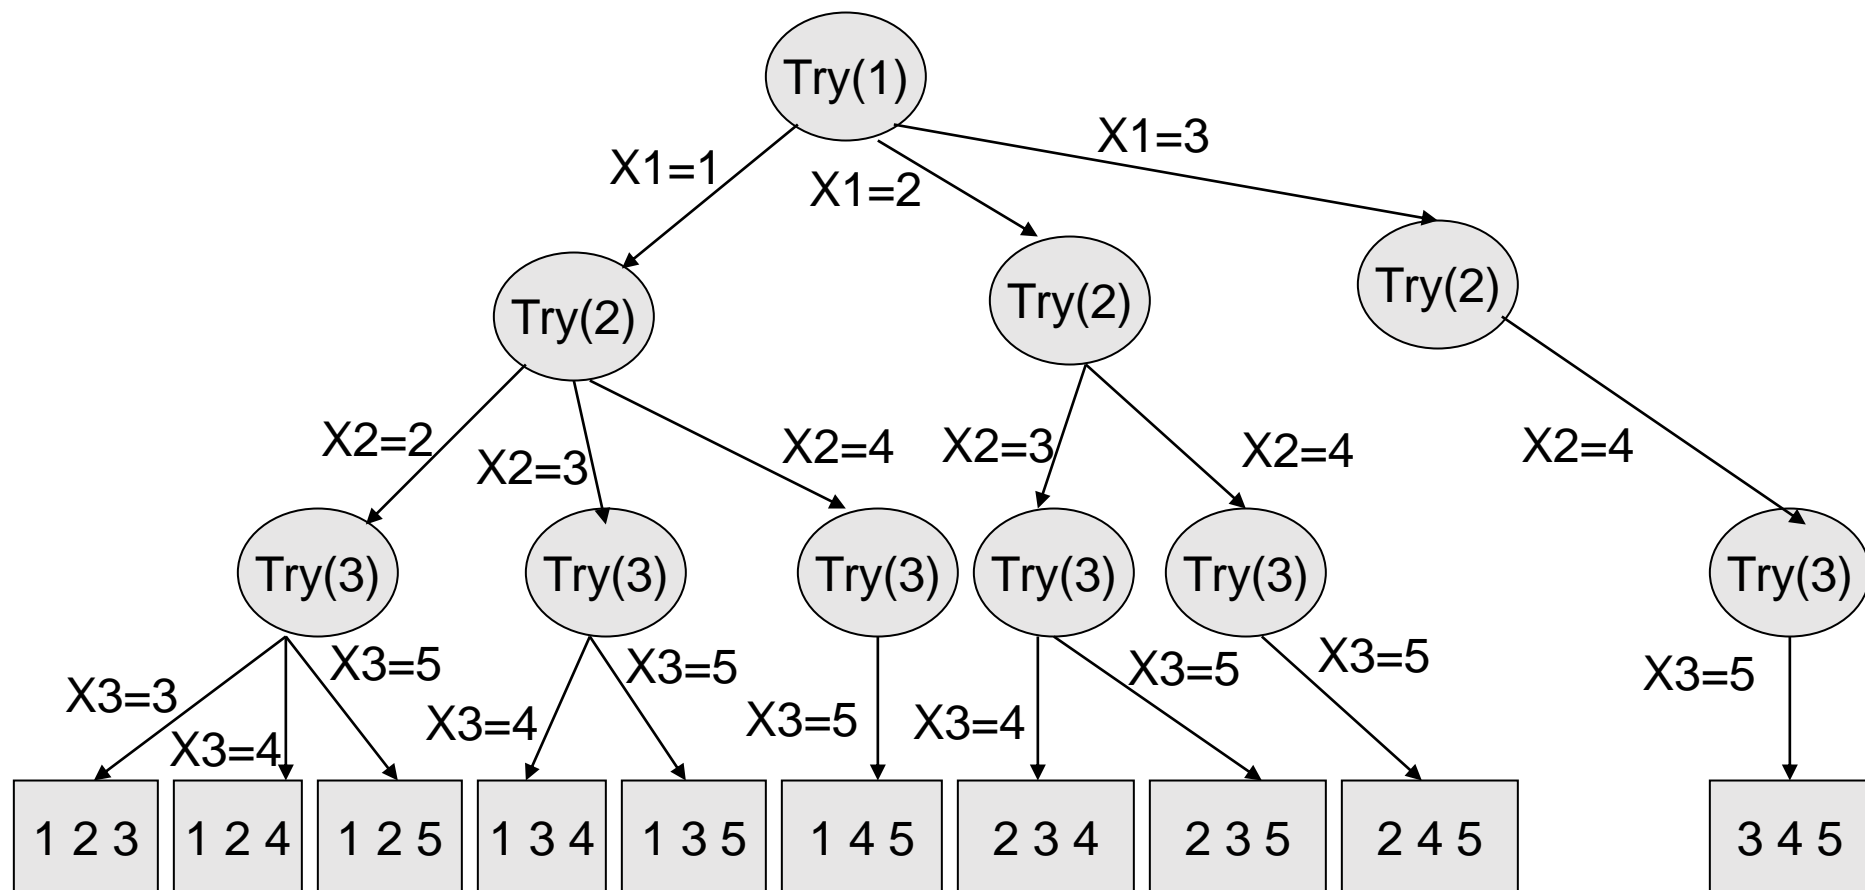 Try(1)
X1=1
X1=2
X1=3
Try(2)
Try(2)
Try(2)
X2=2
X2=3
X2=4
X2=3
X2=4
X2=4
Try(3)
Try(3)
Try(3)
Try(3)
Try(3)
Try(3)
X3=3
X3=4
X3=5
X3=4
X3=5
X3=5
X3=4
X3=5
X3=5
X3=5
1 2 3
1 2 4
1 2 5
1 3 4
1 3 5
1 4 5
2 3 4
2 3 5
2 4 5
3 4 5